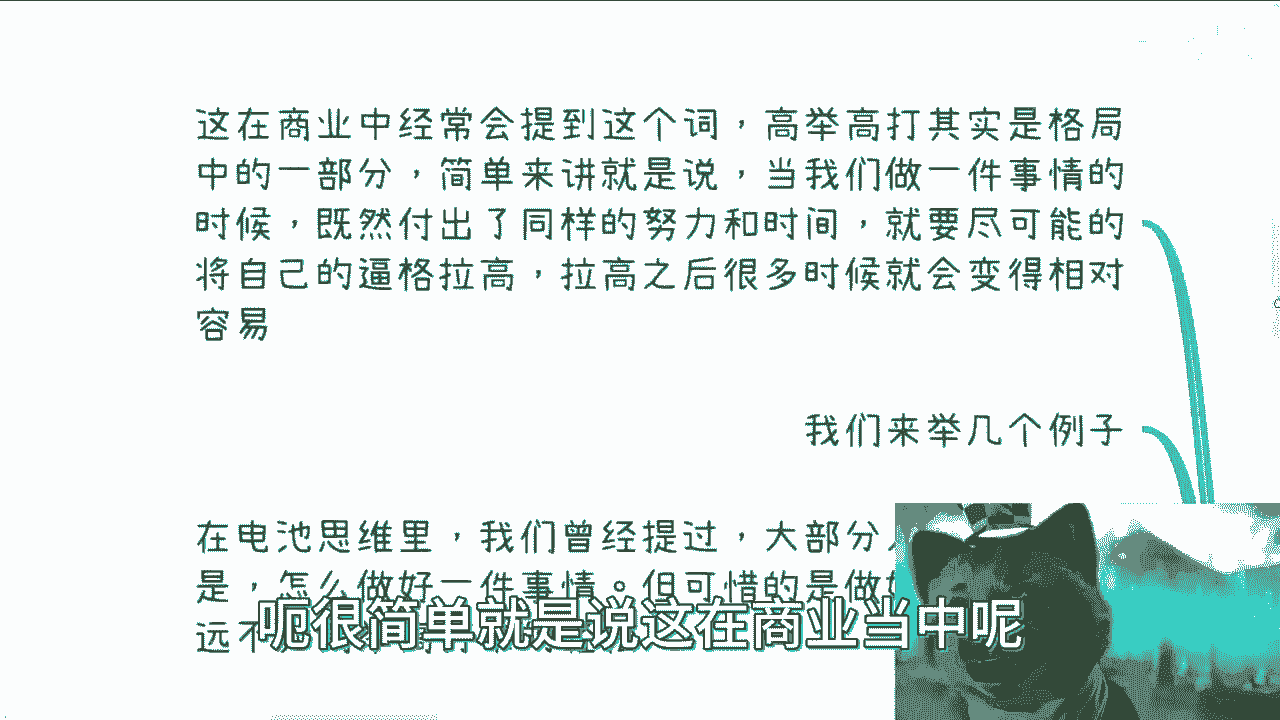 这在商业中经常会提到这个词，高举高打其实是格局
中的一部分，简单来讲就是说，当我们做一件事情的
时候，既然付出了同样的努力和时间，就要尽可能的
将自己的逼格拉高，拉高之后很多时候就会变得相对
容易
我们来举几个例子
在电池思维里，我们曾经提过，大部分
是，怎么做好一件事情。但可惜的是做
远不
呃很简单就是说这在商业当中呢